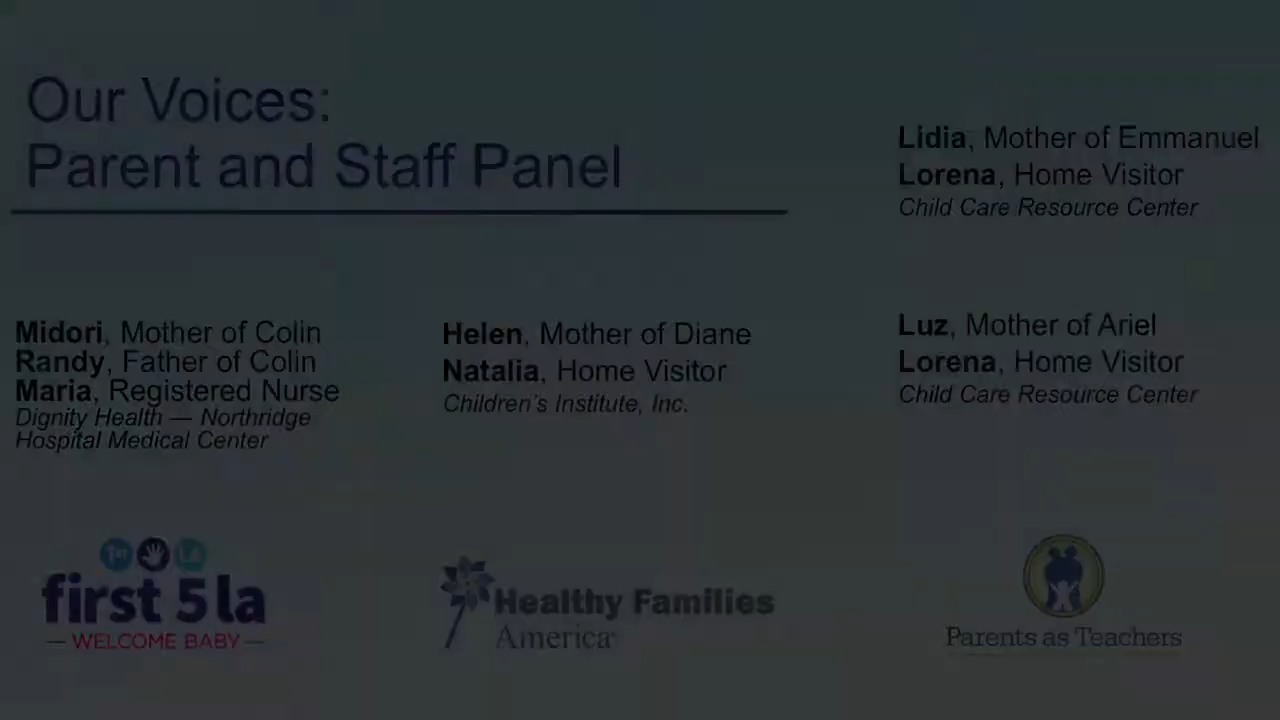 Our Voices:
Parent and Staff Panel
Lidia, Mother of Emmanuel
Lorena, Home Visitor
Child Care Resource Center
Midori, Mother of Colin
Randy, Father of Colin
Maria, Registered Nurse
Dignity Health — Northridge
Hospital Medical Center
Helen, Mother of Diane
Natalia, Home Visitor
Children's Institute, Inc.
Luz, Mother of Ariel
Lorena, Home Visitor
Child Care Resource Center
1st LA
first 5 la
— WELCOME BABY —
Healthy Families
America
Parents as Teachers